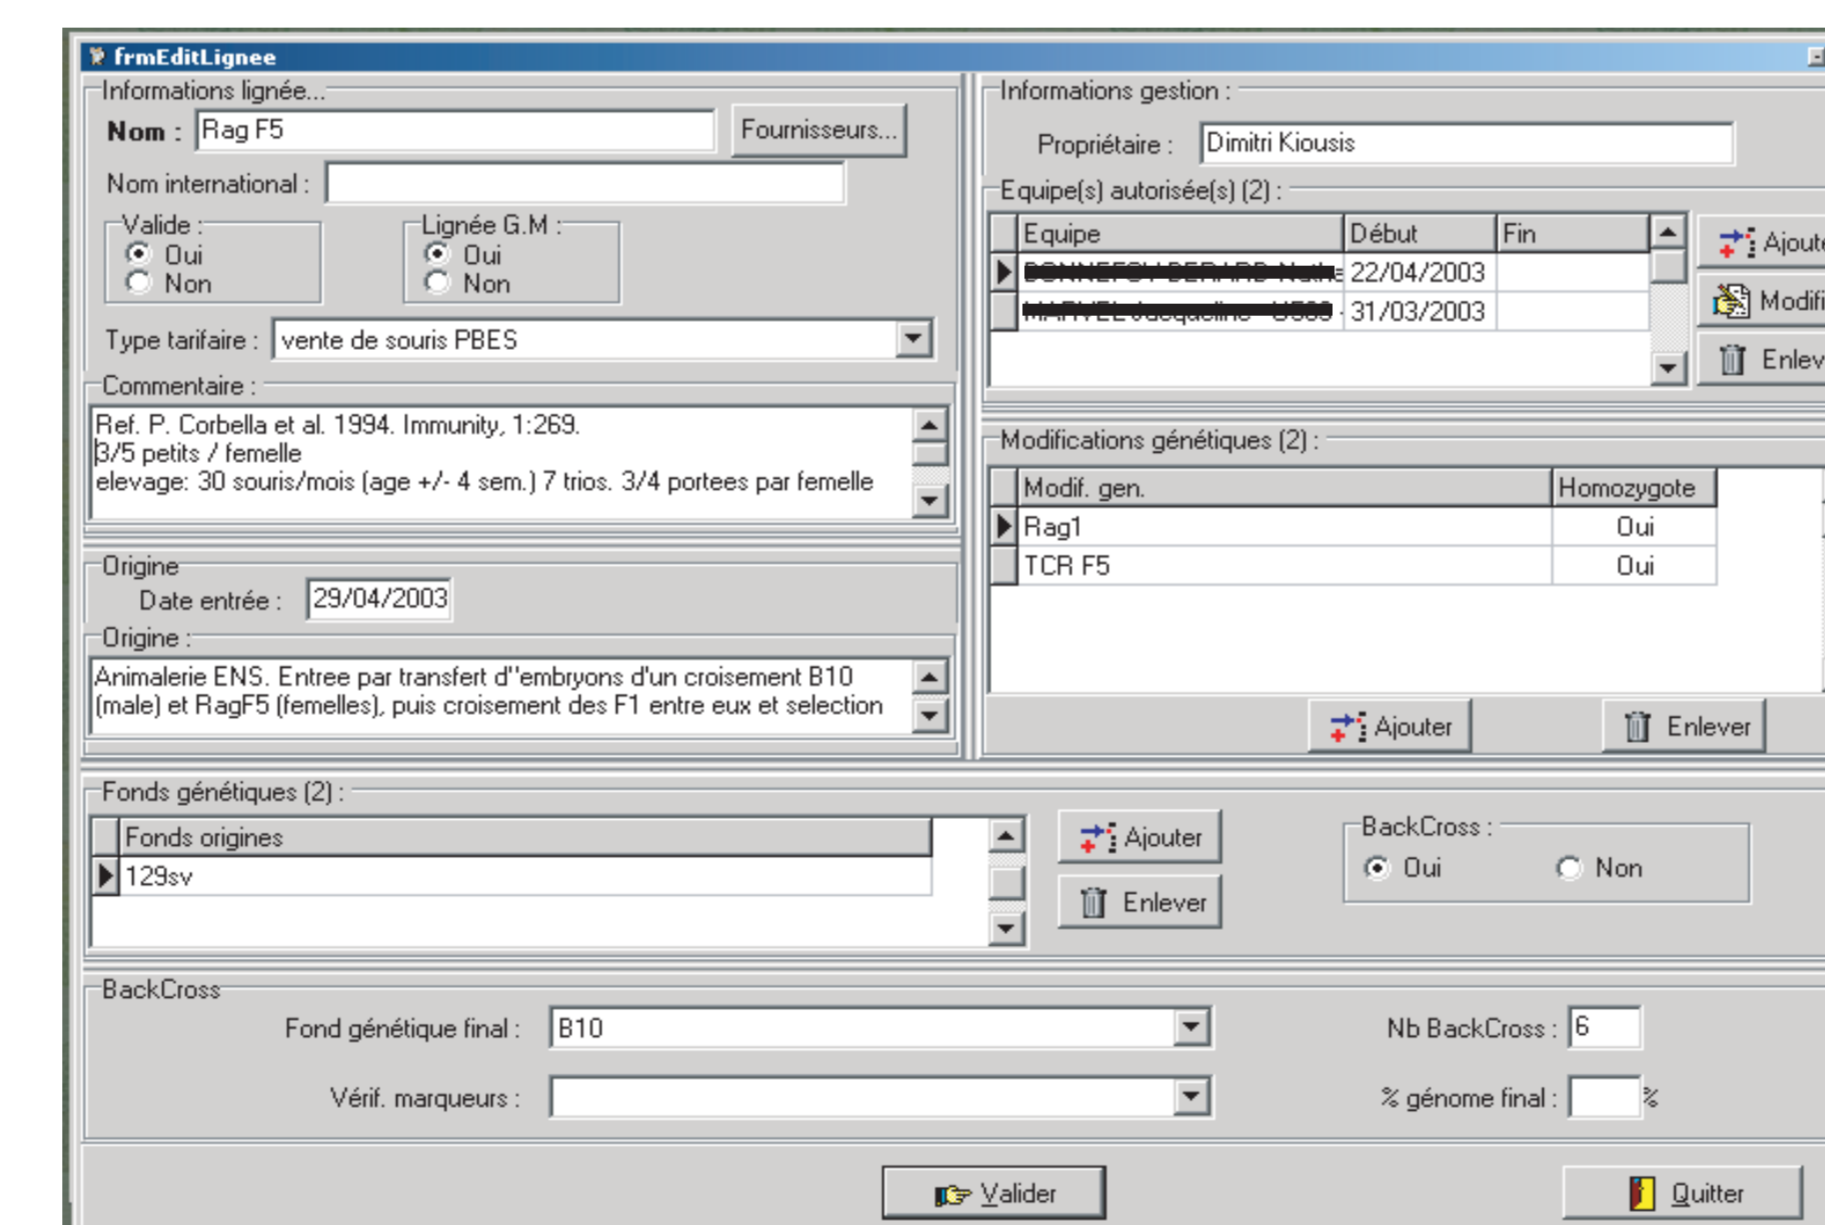 frmEditLignee
Informations lignée...
Nom : Rag F5 Fournisseurs...
Nom international :
Valide :
Oui
Non
Lignée G.M :
Oui
Non
Type tarifaire : vente de souris PBES
Commentaire :
Ref. P. Corbella et al. 1994. Immunity, 1:269.
3/5 petits / femelle
elevage: 30 souris/mois (age +/- 4 sem.) 7 trios. 3/4 portees par femelle
Origine
Date entrée : 29/04/2003
Origine :
Animalerie ENS. Entree par transfert d''embryons d'un croisement B10
(male) et RagF5 (femelles), puis croisement des F1 entre eux et selection
Informations gestion :
Propriétaire : Dimitri Kiousis
Equipe(s) autorisée(s) (2) :
Equipe Début Fin
22/04/2003
31/03/2003
Ajoute
Modifi
Enlev
Modifications génétiques (2) :
Modif. gen. Homozygote
Rag1 Oui
TCR F5 Oui
Ajouter Enlever
Fonds génétiques (2) :
Fonds origines
129sv
Ajouter
Enlever
BackCross :
Oui Non
BackCross
Fond génétique final : B10 Nb BackCross : 6
Vérif. marqueurs : % génome final : %
Valider Quitter